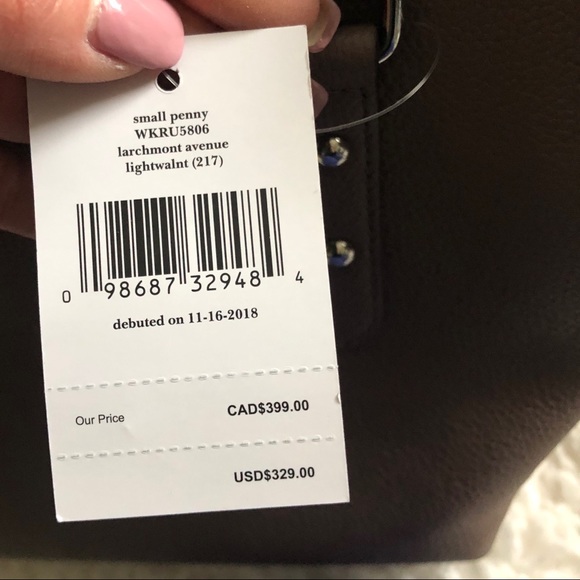 small penny
WKRU5806
larchmont avenue
lightwalnt (217)
0 98687 32948 4
debuted on 11-16-2018
Our Price CAD$399.00
USD$329.00